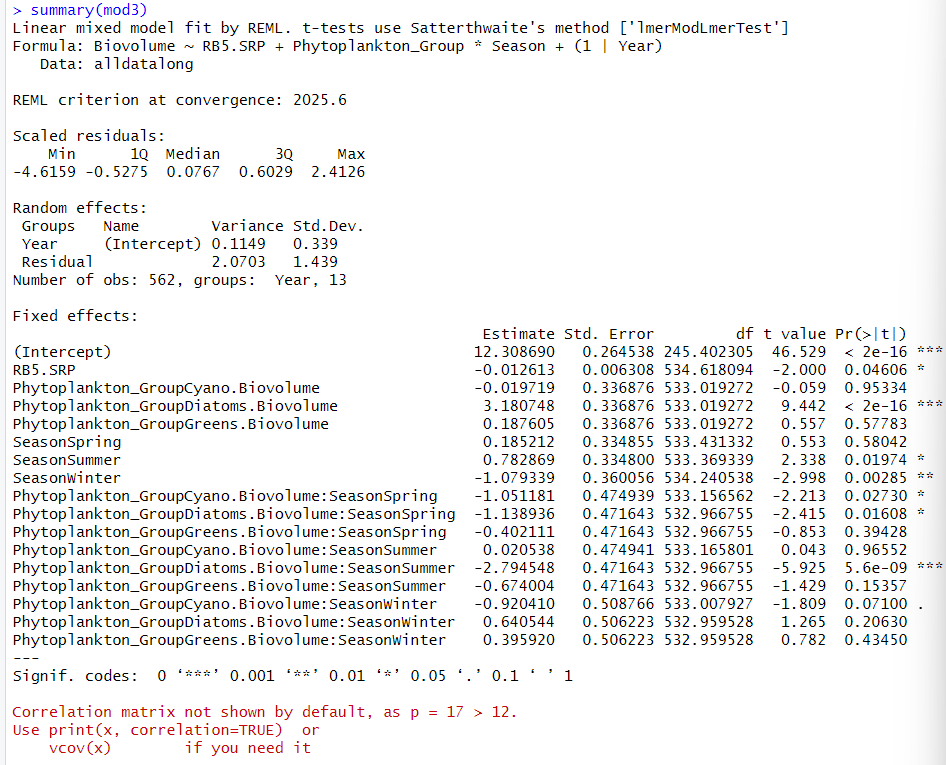 > summary(mod3)
Linear mixed model fit by REML. t-tests use Satterthwaite's method ['lmerModLmerTest']
Formula: Biovolume ~ RB5.SRP + Phytoplankton_Group * Season + (1 | Year)
   Data: alldatalong

REML criterion at convergence: 2025.6

Scaled residuals:
    Min      1Q  Median      3Q     Max
-4.6159 -0.5275  0.0767  0.6029  2.4126

Random effects:
 Groups   Name        Variance Std.Dev.
 Year     (Intercept) 0.1149   0.339
 Residual             2.0703   1.439
Number of obs: 562, groups:  Year, 13

Fixed effects:
                                                    Estimate Std. Error         df t value Pr(>|t|)
(Intercept)                                        12.308690   0.264538 245.402305  46.529  < 2e-16 ***
RB5.SRP                                            -0.012613   0.006308 534.618094  -2.000  0.04606 *
Phytoplankton_GroupCyano.Biovolume                 -0.019719   0.336876 533.019272  -0.059  0.95334
Phytoplankton_GroupDiatoms.Biovolume                3.180748   0.336876 533.019272   9.442  < 2e-16 ***
Phytoplankton_GroupGreens.Biovolume                 0.187605   0.336876 533.019272   0.557  0.57783
SeasonSpring                                        0.185212   0.334855 533.431332   0.553  0.58042
SeasonSummer                                        0.782869   0.334800 533.369339   2.338  0.01974 *
SeasonWinter                                       -1.079339   0.360056 534.240538  -2.998  0.00285 **
Phytoplankton_GroupCyano.Biovolume:SeasonSpring    -1.051181   0.474939 533.156562  -2.213  0.02730 *
Phytoplankton_GroupDiatoms.Biovolume:SeasonSpring  -1.138936   0.471643 532.966755  -2.415  0.01608 *
Phytoplankton_GroupGreens.Biovolume:SeasonSpring   -0.402111   0.471643 532.966755  -0.853  0.39428
Phytoplankton_GroupCyano.Biovolume:SeasonSummer     0.020538   0.474941 533.165801   0.043  0.96552
Phytoplankton_GroupDiatoms.Biovolume:SeasonSummer  -2.794548   0.471643 532.966755  -5.925  5.6e-09 ***
Phytoplankton_GroupGreens.Biovolume:SeasonSummer   -0.674004   0.471643 532.966755  -1.429  0.15357
Phytoplankton_GroupCyano.Biovolume:SeasonWinter    -0.920410   0.508766 533.007927  -1.809  0.07100 .
Phytoplankton_GroupDiatoms.Biovolume:SeasonWinter   0.640544   0.506223 532.959528   1.265  0.20630
Phytoplankton_GroupGreens.Biovolume:SeasonWinter    0.395920   0.506223 532.959528   0.782  0.43450
---
Signif. codes:  0 ‘***’ 0.001 ‘**’ 0.01 ‘*’ 0.05 ‘.’ 0.1 ‘ ’ 1

Correlation matrix not shown by default, as p = 17 > 12.
Use print(x, correlation=TRUE)  or
    vcov(x)        if you need it